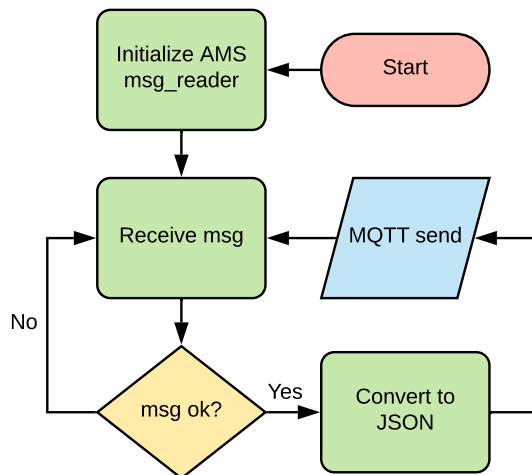 Initialize AMS
msg_reader
Start
Receive msg
MQTT send
No
msg ok?
Yes
Convert to
JSON